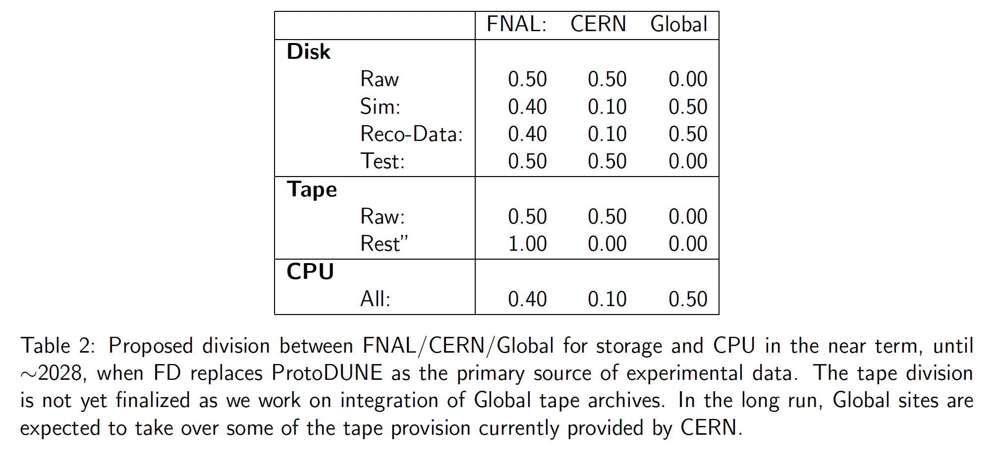 FNAL: CERN Global
Disk
Raw 0.50 0.50 0.00
Sim: 0.40 0.10 0.50
Reco-Data: 0.40 0.10 0.50
Test: 0.50 0.50 0.00
Tape
Raw: 0.50 0.50 0.00
Rest” 1.00 0.00 0.00
CPU
All: 0.40 0.10 0.50
Table 2: Proposed division between FNAL/CERN/Global for storage and CPU in the near term, until
∼2028, when FD replaces ProtoDUNE as the primary source of experimental data. The tape division
is not yet finalized as we work on integration of Global tape archives. In the long run, Global sites are
expected to take over some of the tape provision currently provided by CERN.